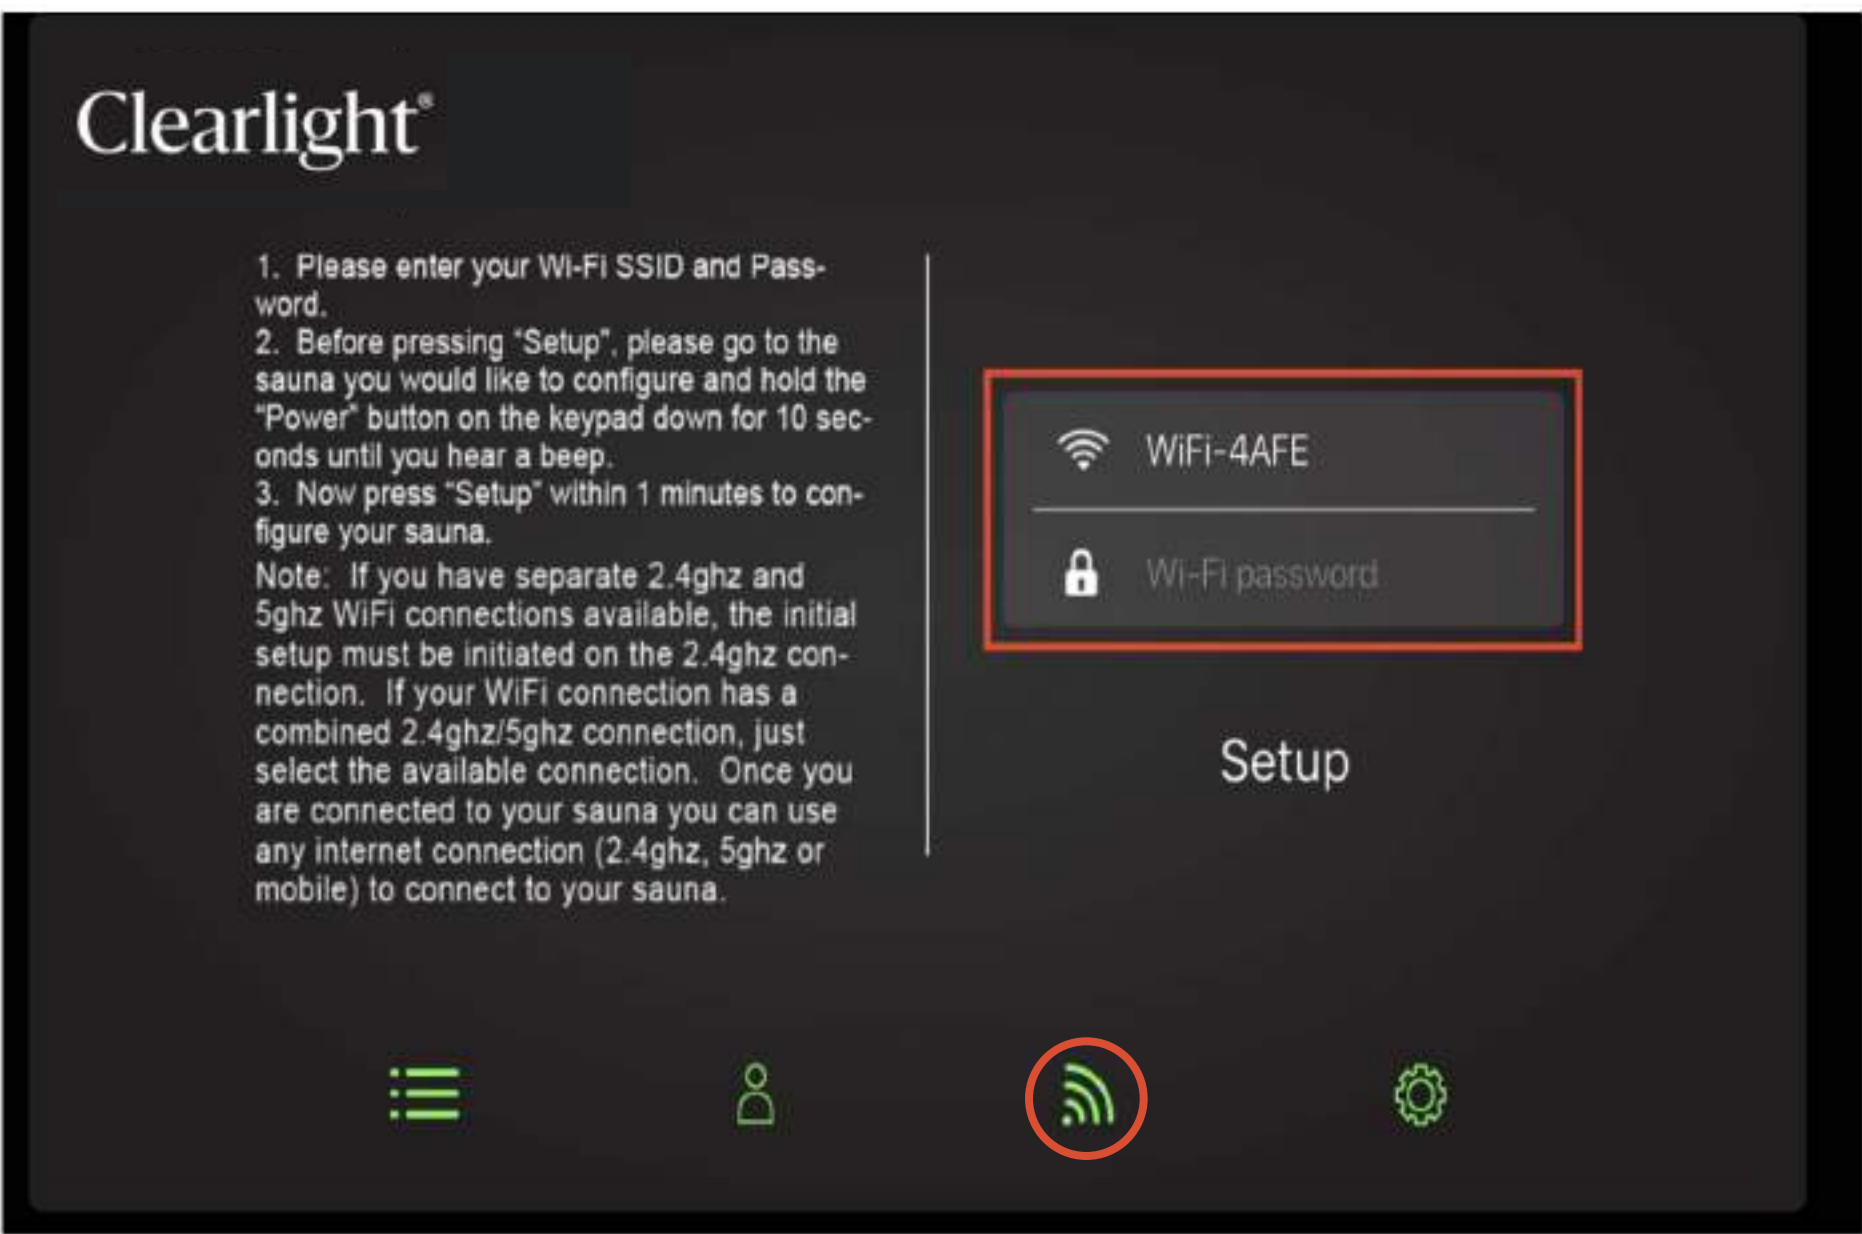 Clearlight®
1. Please enter your Wi-Fi SSID and Pass-
word.
2. Before pressing "Setup", please go to the
sauna you would like to configure and hold the
"Power" button on the keypad down for 10 sec-
onds until you hear a beep.
3. Now press "Setup" within 1 minutes to con-
figure your sauna.
Note: If you have separate 2.4ghz and
5ghz WiFi connections available, the initial
setup must be initiated on the 2.4ghz con-
nection. If your WiFi connection has a
combined 2.4ghz/5ghz connection, just
select the available connection. Once you
are connected to your sauna you can use
any internet connection (2.4ghz, 5ghz or
mobile) to connect to your sauna.
WiFi-4AFE
Wi-Fi password
Setup